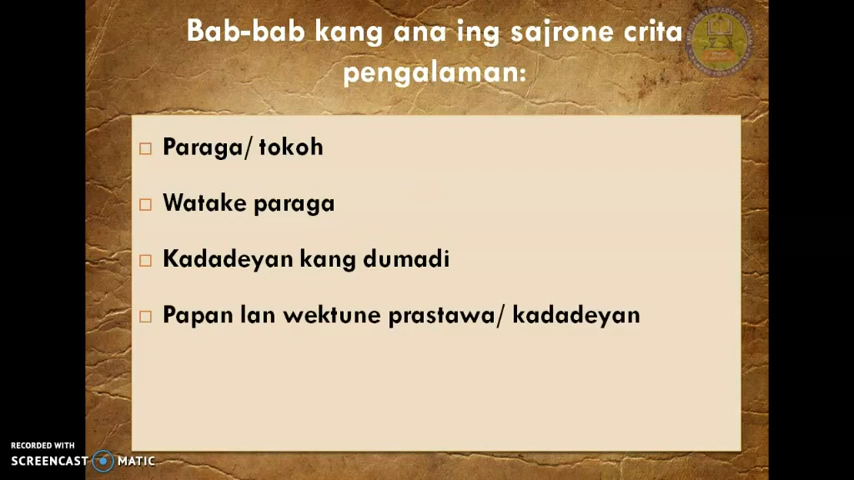 Bab-bab kang ana ing sajrone crita
pengalaman:
Paraga/ tokoh
Watake paraga
Kadadeyan kang dumadi
Papan lan wektune prastawa/ kadadeyan
RECORDED WITH
SCREENCAST MATIC